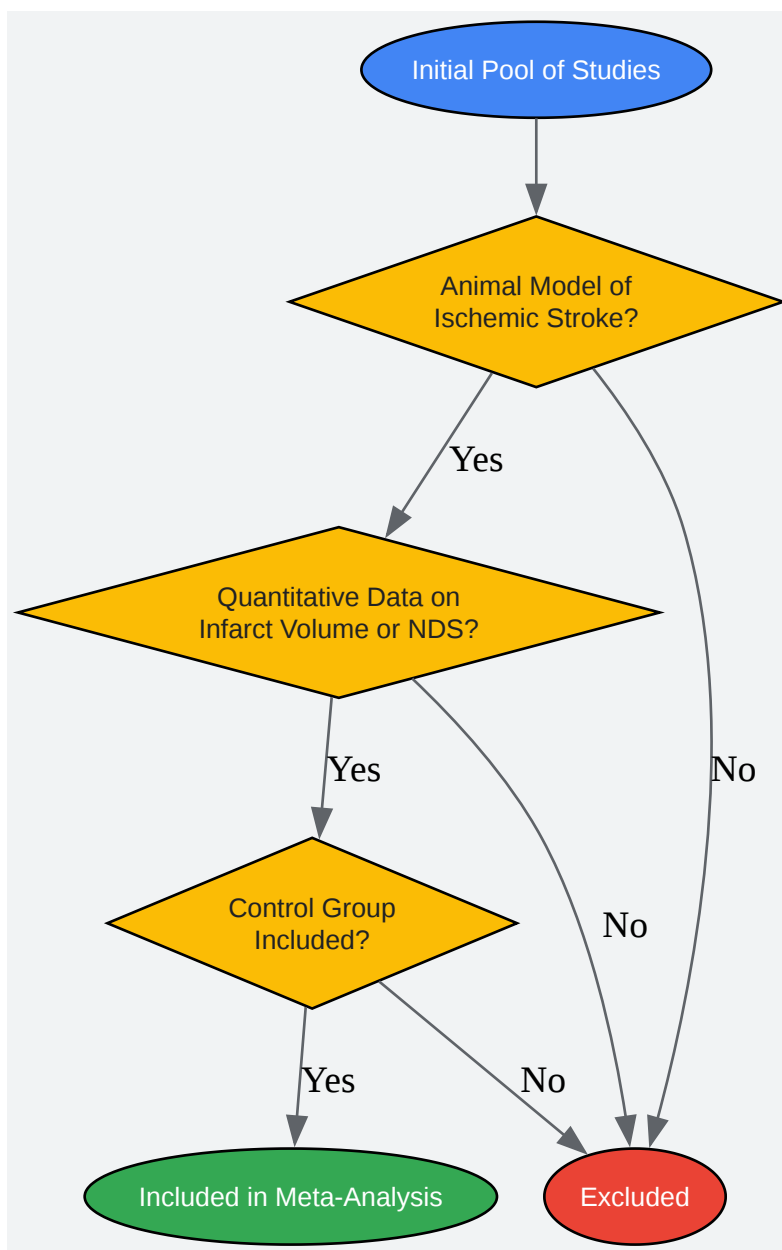 Initial Pool of Studies
Animal Model of
Ischemic Stroke?
Yes
Quantitative Data on
Infarct Volume or NDS?
Yes
No
Control Group
Included?
No
Yes
No
Included in Meta-Analysis
Excluded